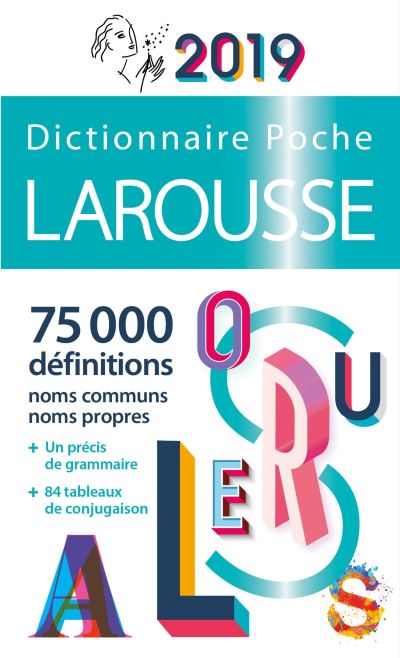 2019
Dictionnaire Poche
LAROUSSE
75 000
définitions
noms communs
noms propres
+ Un précis
de grammaire
+ 84 tableaux
de conjugaison
O
U
S
R
E
L
A
S